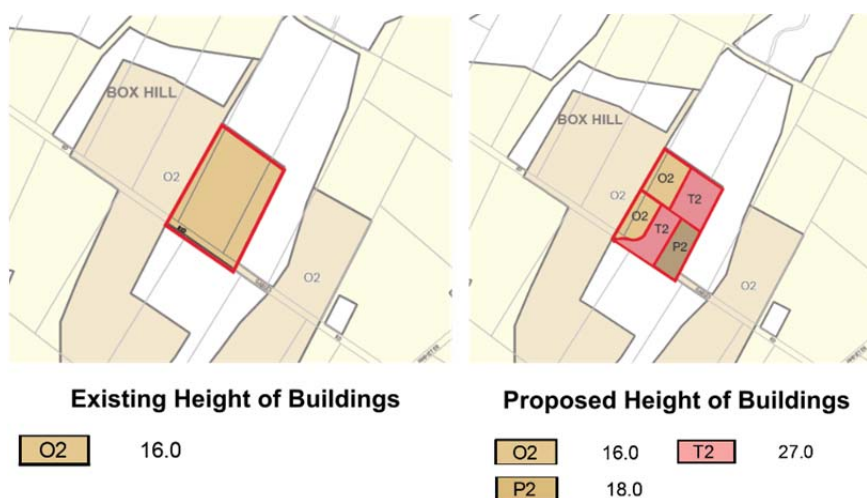 BOX HILL
O2
O2
BOX HILL
O2
O2
T2
O2
T2
P2
O2
Existing Height of Buildings
O2 16.0
Proposed Height of Buildings
O2 16.0 T2 27.0
P2 18.0